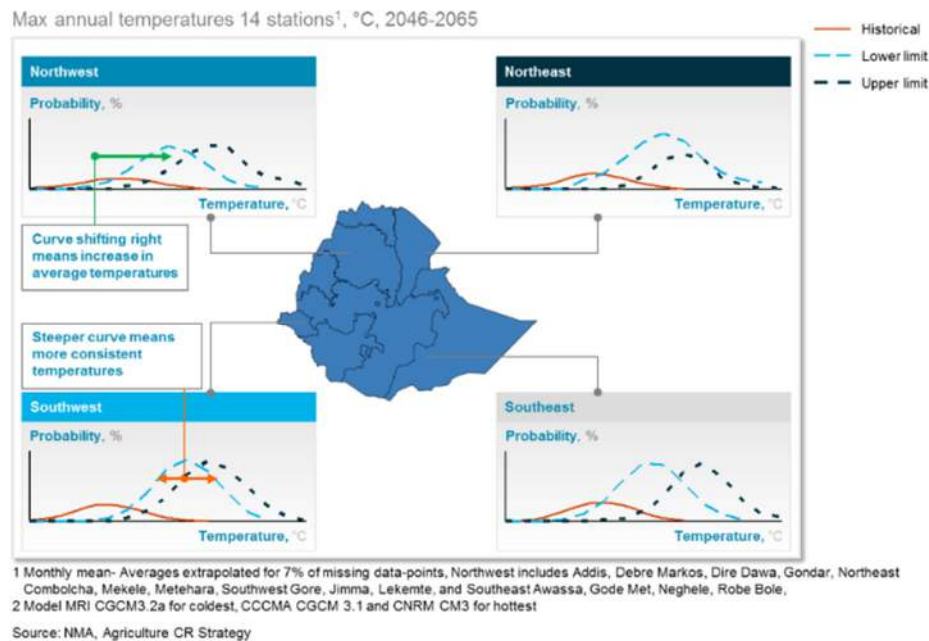 Max annual temperatures 14 stations¹, °C, 2046-2065
Historical
Lower limit
Upper limit
Northwest
Probability, %
Temperature, °C
Curve shifting right
means increase in
average temperatures
Northeast
Probability, %
Temperature, °C
Steeper curve means
more consistent
temperatures
Southwest
Probability, %
Temperature, °C
Southeast
Probability, %
Temperature, °C
1 Monthly mean- Averages extrapolated for 7% of missing data-points, Northwest includes Addis, Debre Markos, Dire Dawa, Gondar, Northeast
Combolcha, Mekele, Metehara, Southwest Gore, Jimma, Lekemte, and Southeast Awassa, Gode Met, Neghele, Robe Bole,
2 Model MRI CGCM3.2a for coldest, CCCMA CGCM 3.1 and CNRM CM3 for hottest
Source: NMA, Agriculture CR Strategy